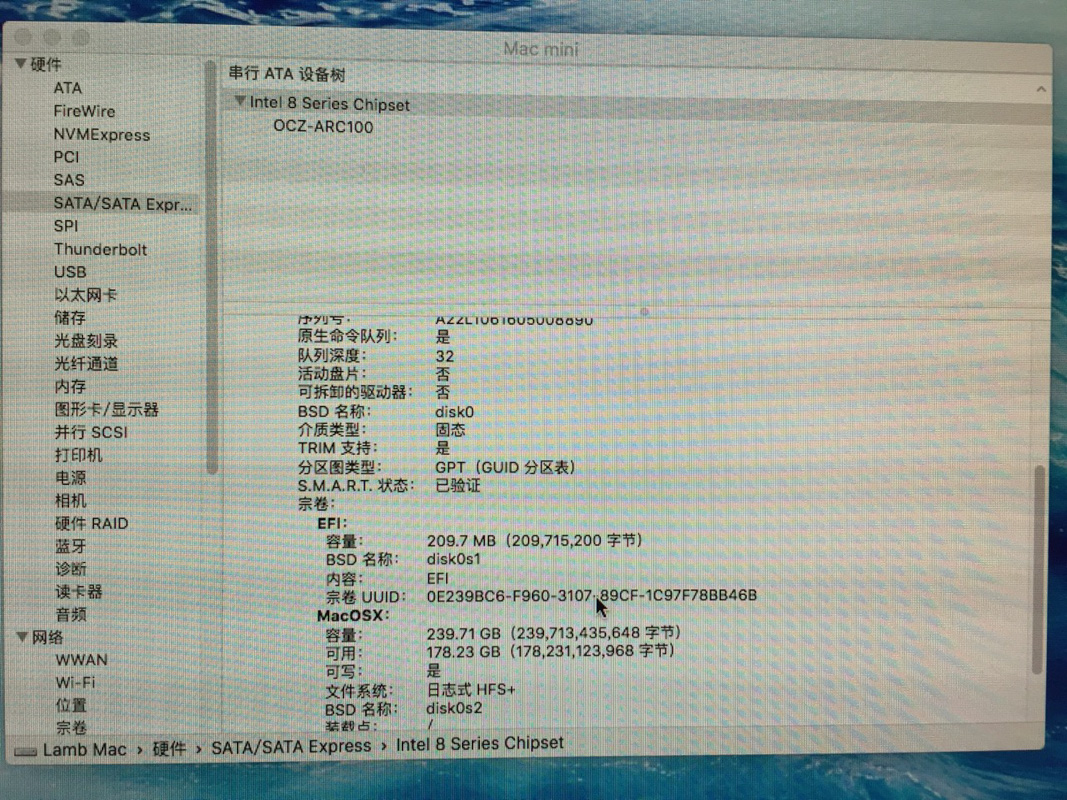 Mac mini
硬件
ATA
FireWire
NVMExpress
PCI
SAS
SATA/SATA Expr...
SPI
Thunderbolt
USB
以太网卡
储存
光盘刻录
光纤通道
内存
图形卡/显示器
并行 SCSI
打印机
电源
相机
硬件 RAID
蓝牙
诊断
读卡器
音频
网络
WWAN
Wi-Fi
位置
宗卷
串行 ATA 设备树
Intel 8 Series Chipset
OCZ-ARC100
序列号： A22L1061605008890
原生命令队列： 是
队列深度： 32
活动盘片： 否
可拆卸的驱动器： 否
BSD 名称： disk0
介质类型： 固态
TRIM 支持： 是
分区图类型： GPT（GUID 分区表）
S.M.A.R.T. 状态： 已验证
宗卷：
EFI：
容量： 209.7 MB（209,715,200 字节）
BSD 名称： disk0s1
内容： EFI
宗卷 UUID： 0E239BC6-F960-3107-89CF-1C97F78BB46B
MacOSX：
容量： 239.71 GB（239,713,435,648 字节）
可用： 178.23 GB（178,231,123,968 字节）
可写： 是
文件系统： 日志式 HFS+
BSD 名称： disk0s2
装载点： /
Lamb Mac › 硬件 › SATA/SATA Express › Intel 8 Series Chipset